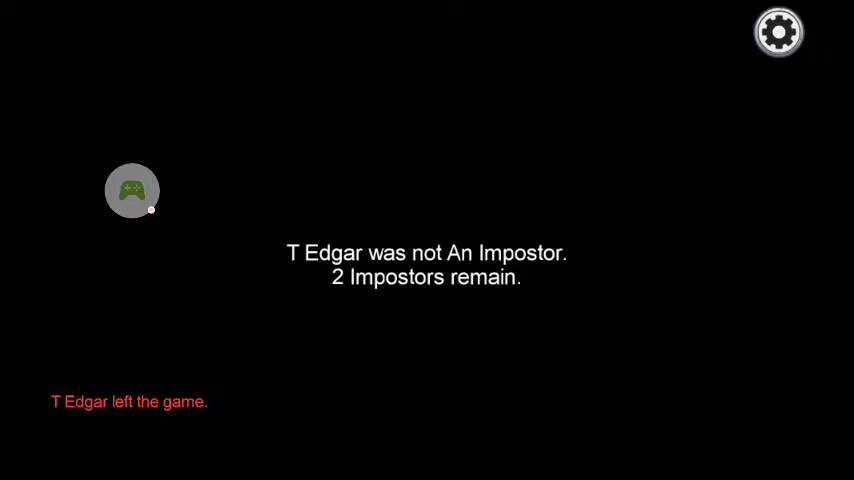 T Edgar was not An Impostor.
2 Impostors remain.
T Edgar left the game.